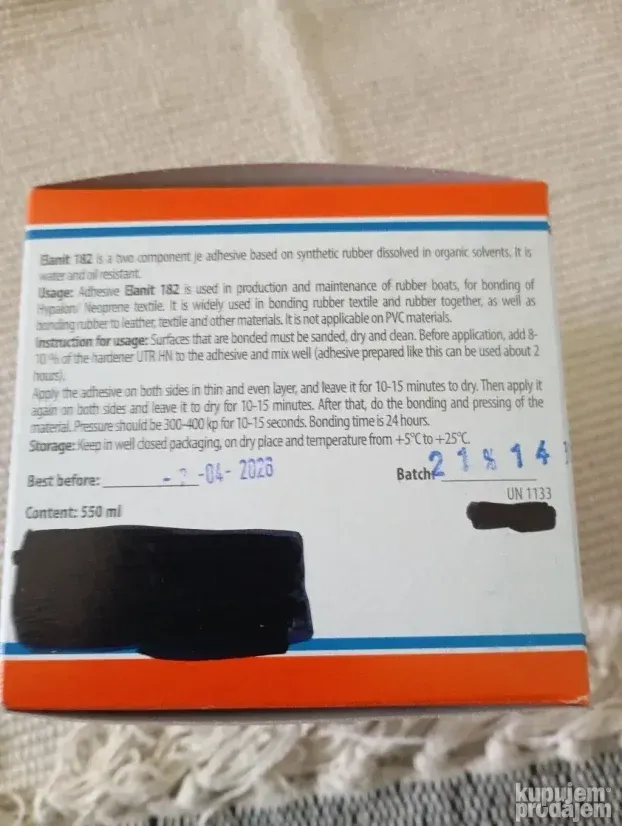 Elanit 182 is a two component je adhesive based on synthetic rubber dissolved in organic solvents. It is
water and oil resistant.
Usage: Adhesive Elanit 182 is used in production and maintenance of rubber boats, for bonding of
Hypalon/ Neoprene textile. It is widely used in bonding rubber textile and rubber together, as well as
bonding rubber to leather, textile and other materials. It is not applicable on PVC materials.
Instruction for usage: Surfaces that are bonded must be sanded, dry and clean. Before application, add 8-
10 % of the hardener UTR HN to the adhesive and mix well (adhesive prepared like this can be used about 2
hours).
Apply the adhesive on both sides in thin and even layer, and leave it for 10-15 minutes to dry. Then apply it
again on both sides and leave it to dry for 10-15 minutes. After that, do the bonding and pressing of the
material. Pressure should be 300-400 kp for 10-15 seconds. Bonding time is 24 hours.
Storage: Keep in well closed packaging, on dry place and temperature from +5°C to +25°C.
Best before: -04- 2026
Batch:
Content: 550 ml
UN 1133
kupujem
prodajem